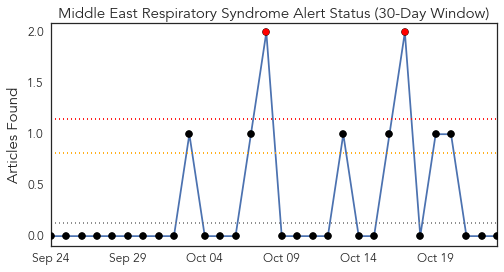 Middle East Respiratory Syndrome Alert Status (30-Day Window)
Articles Found
2.0
1.5
1.0
0.5
0.0
Sep 24 Sep 29 Oct 04 Oct 09 Oct 14 Oct 19